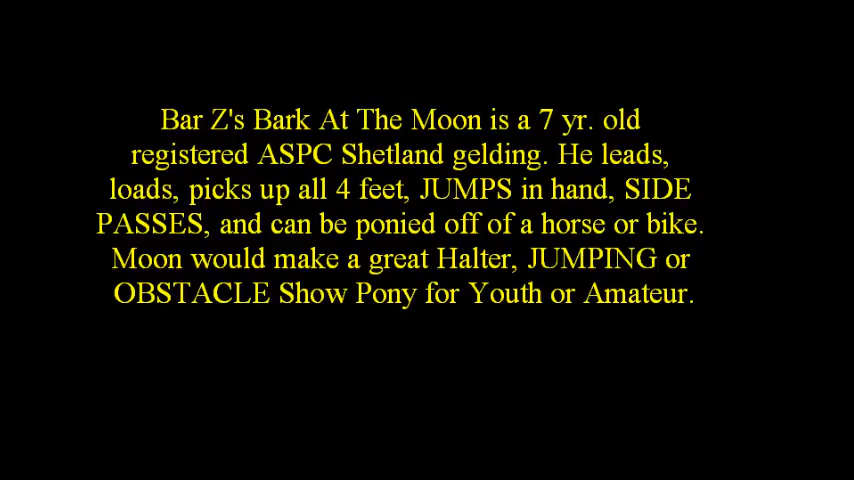 Bar Z's Bark At The Moon is a 7 yr. old
registered ASPC Shetland gelding. He leads,
loads, picks up all 4 feet, JUMPS in hand, SIDE
PASSES, and can be ponied off of a horse or bike.
Moon would make a great Halter, JUMPING or
OBSTACLE Show Pony for Youth or Amateur.